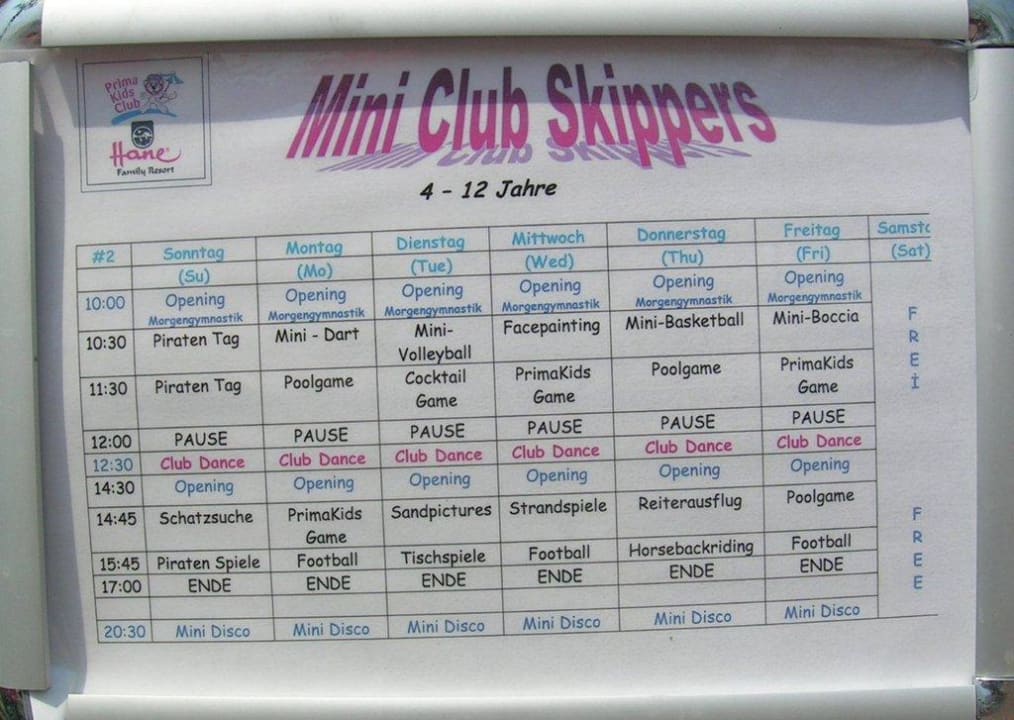 Prima
Kids
Club
Hane
Family Resort
Mini Club Skippers
4 - 12 Jahre
#2 Sonntag Montag Dienstag Mittwoch Donnerstag Freitag
(Su) (Mo) (Tue) (Wed) (Thu) (Fri) (Sat)
10:00 Opening Opening Opening Opening Opening Opening
Morgengymnastik Morgengymnastik Morgengymnastik Morgengymnastik Morgengymnastik Morgengymnastik
10:30 Piraten Tag Mini - Dart Mini- Facepainting Mini-Basketball Mini-Boccia
Volleyball
11:30 Piraten Tag Poolgame Cocktail PrimaKids Poolgame PrimaKids
Game Game Game
12:00 PAUSE PAUSE PAUSE PAUSE PAUSE PAUSE
12:30 Club Dance Club Dance Club Dance Club Dance Club Dance Club Dance
14:30 Opening Opening Opening Opening Opening Opening
14:45 Schatzsuche PrimaKids Sandpictures Strandspiele Reiterausflug Poolgame
Game
15:45 Piraten Spiele Football Tischspiele Football Horsebackriding Football
17:00 ENDE ENDE ENDE ENDE ENDE ENDE
20:30 Mini Disco Mini Disco Mini Disco Mini Disco Mini Disco Mini Disco
F
R
E
İ
F
R
E
E